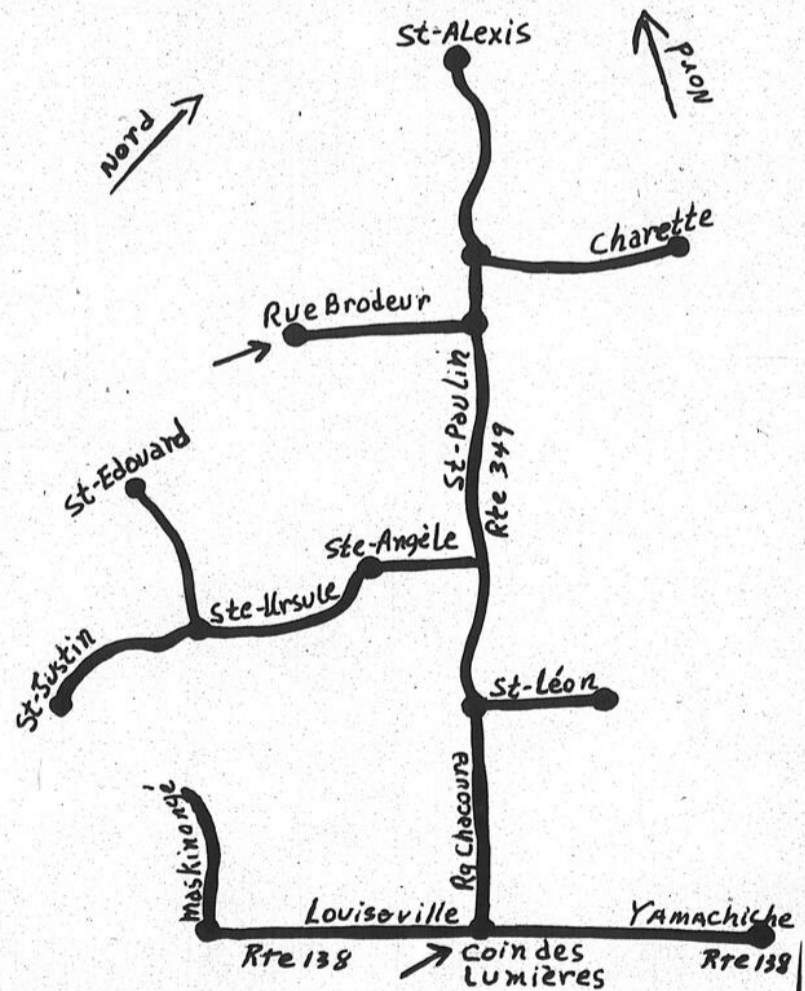 St-Alexis
Nord
Nord
Charette
Rue Brodeur
St-Paulin
Rte 349
St-Edouard
Ste-Angèle
Ste-Ursule
St-Justin
St-Léon
Maskinongé
Rg Chacoura
Louiseville
YAMACHICHE
Rte 138
Coin des
Lumières
Rte 138